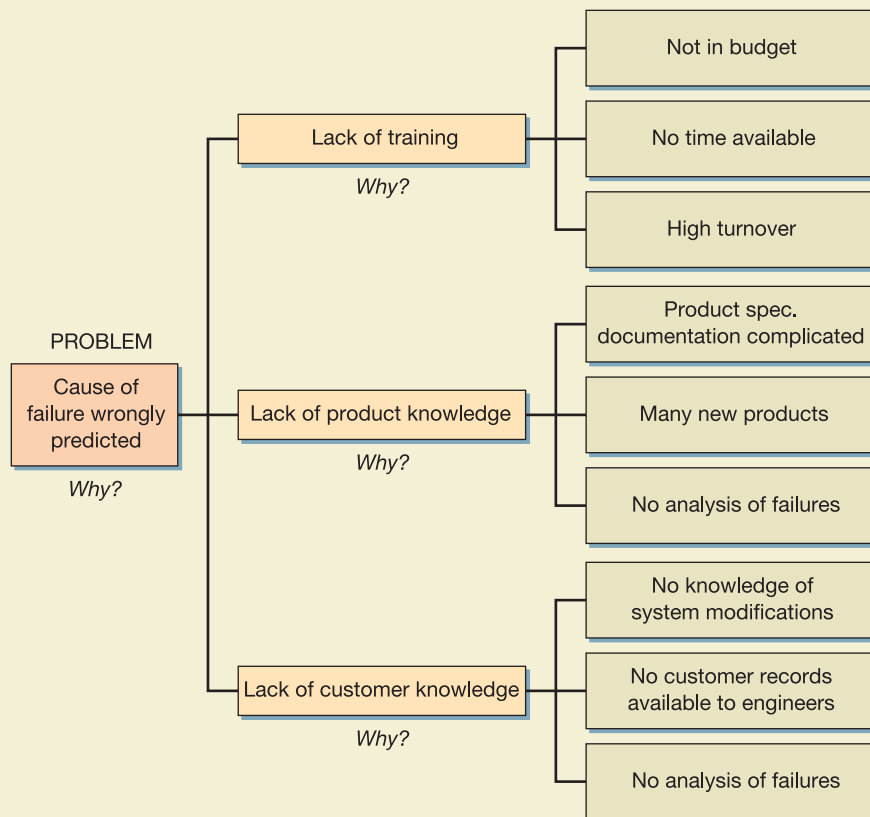 Not in budget
Lack of training
No time available
Why?
High turnover
Product spec.
documentation complicated
PROBLEM
Cause of
failure wrongly
predicted
Why?
Lack of product knowledge
Why?
Many new products
No analysis of failures
No knowledge of
system modifications
Lack of customer knowledge
Why?
No customer records
available to engineers
No analysis of failures